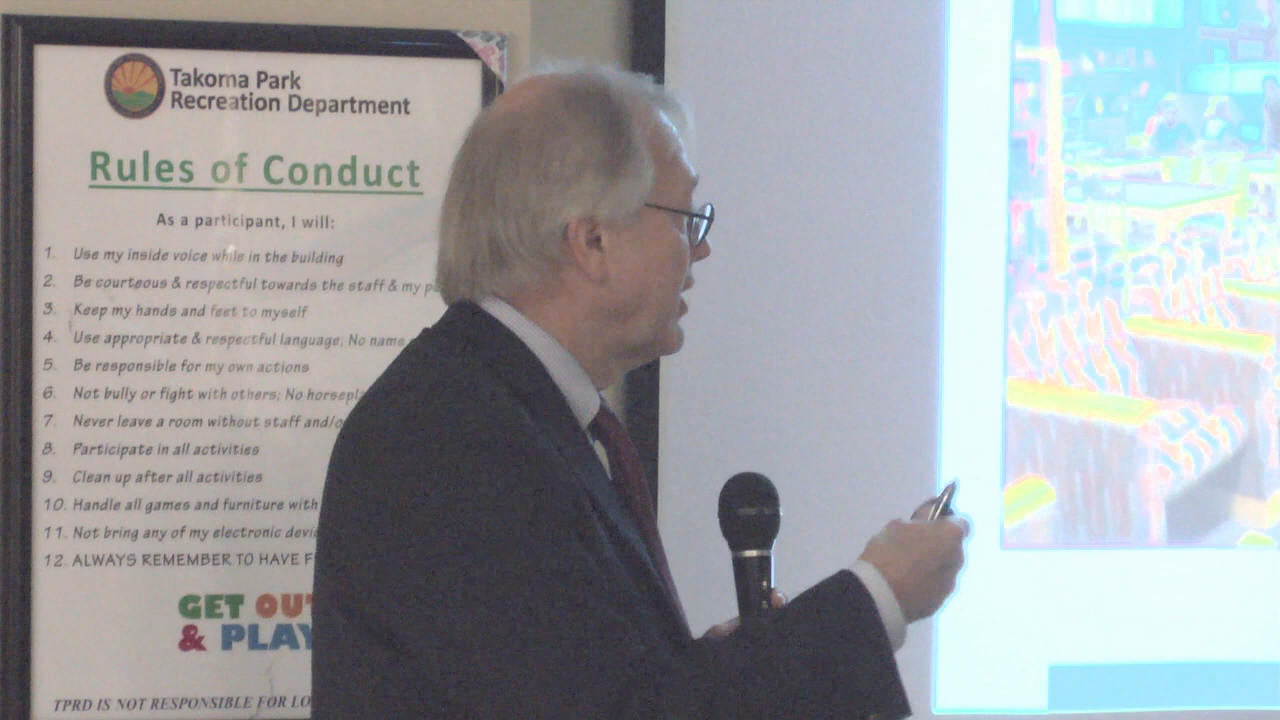 Takoma Park
Recreation Department
Rules of Conduct
As a participant, I will:
1. Use my inside voice while in the building
2. Be courteous & respectful towards the staff & my
3. Keep my hands and feet to myself
4. Use appropriate & respectful language; No name
5. Be responsible for my own actions
6. Not bully or fight with others; No
7. Never leave a room without staff
8. Participate in all activities
9. Clean up after all activities
10. Handle all games and furniture with
11. Not bring any of my electronic
12. ALWAYS REMEMBER TO HAVE
GET OUT
& PLAY
TPRD IS NOT RESPONSIBLE FOR